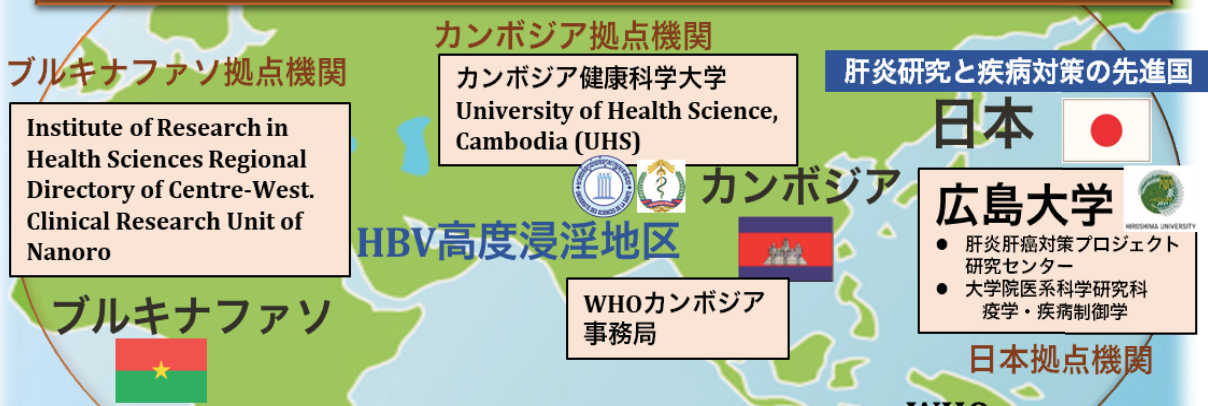 カンボジア拠点機関
ブルキナファソ拠点機関
カンボジア健康科学大学
University of Health Science,
Cambodia (UHS)
肝炎研究と疾病対策の先進国
日本
Institute of Research in
Health Sciences Regional
Directory of Centre-West.
Clinical Research Unit of
Nanoro
カンボジア
HBV高度浸淫地区
広島大学
HIROSHIMA UNIVERSITY
● 肝炎肝癌対策プロジェクト
研究センター
● 大学院医系科学研究科
疫学・疾病制御学
WHOカンボジア
事務局
ブルキナファソ
日本拠点機関
WHO